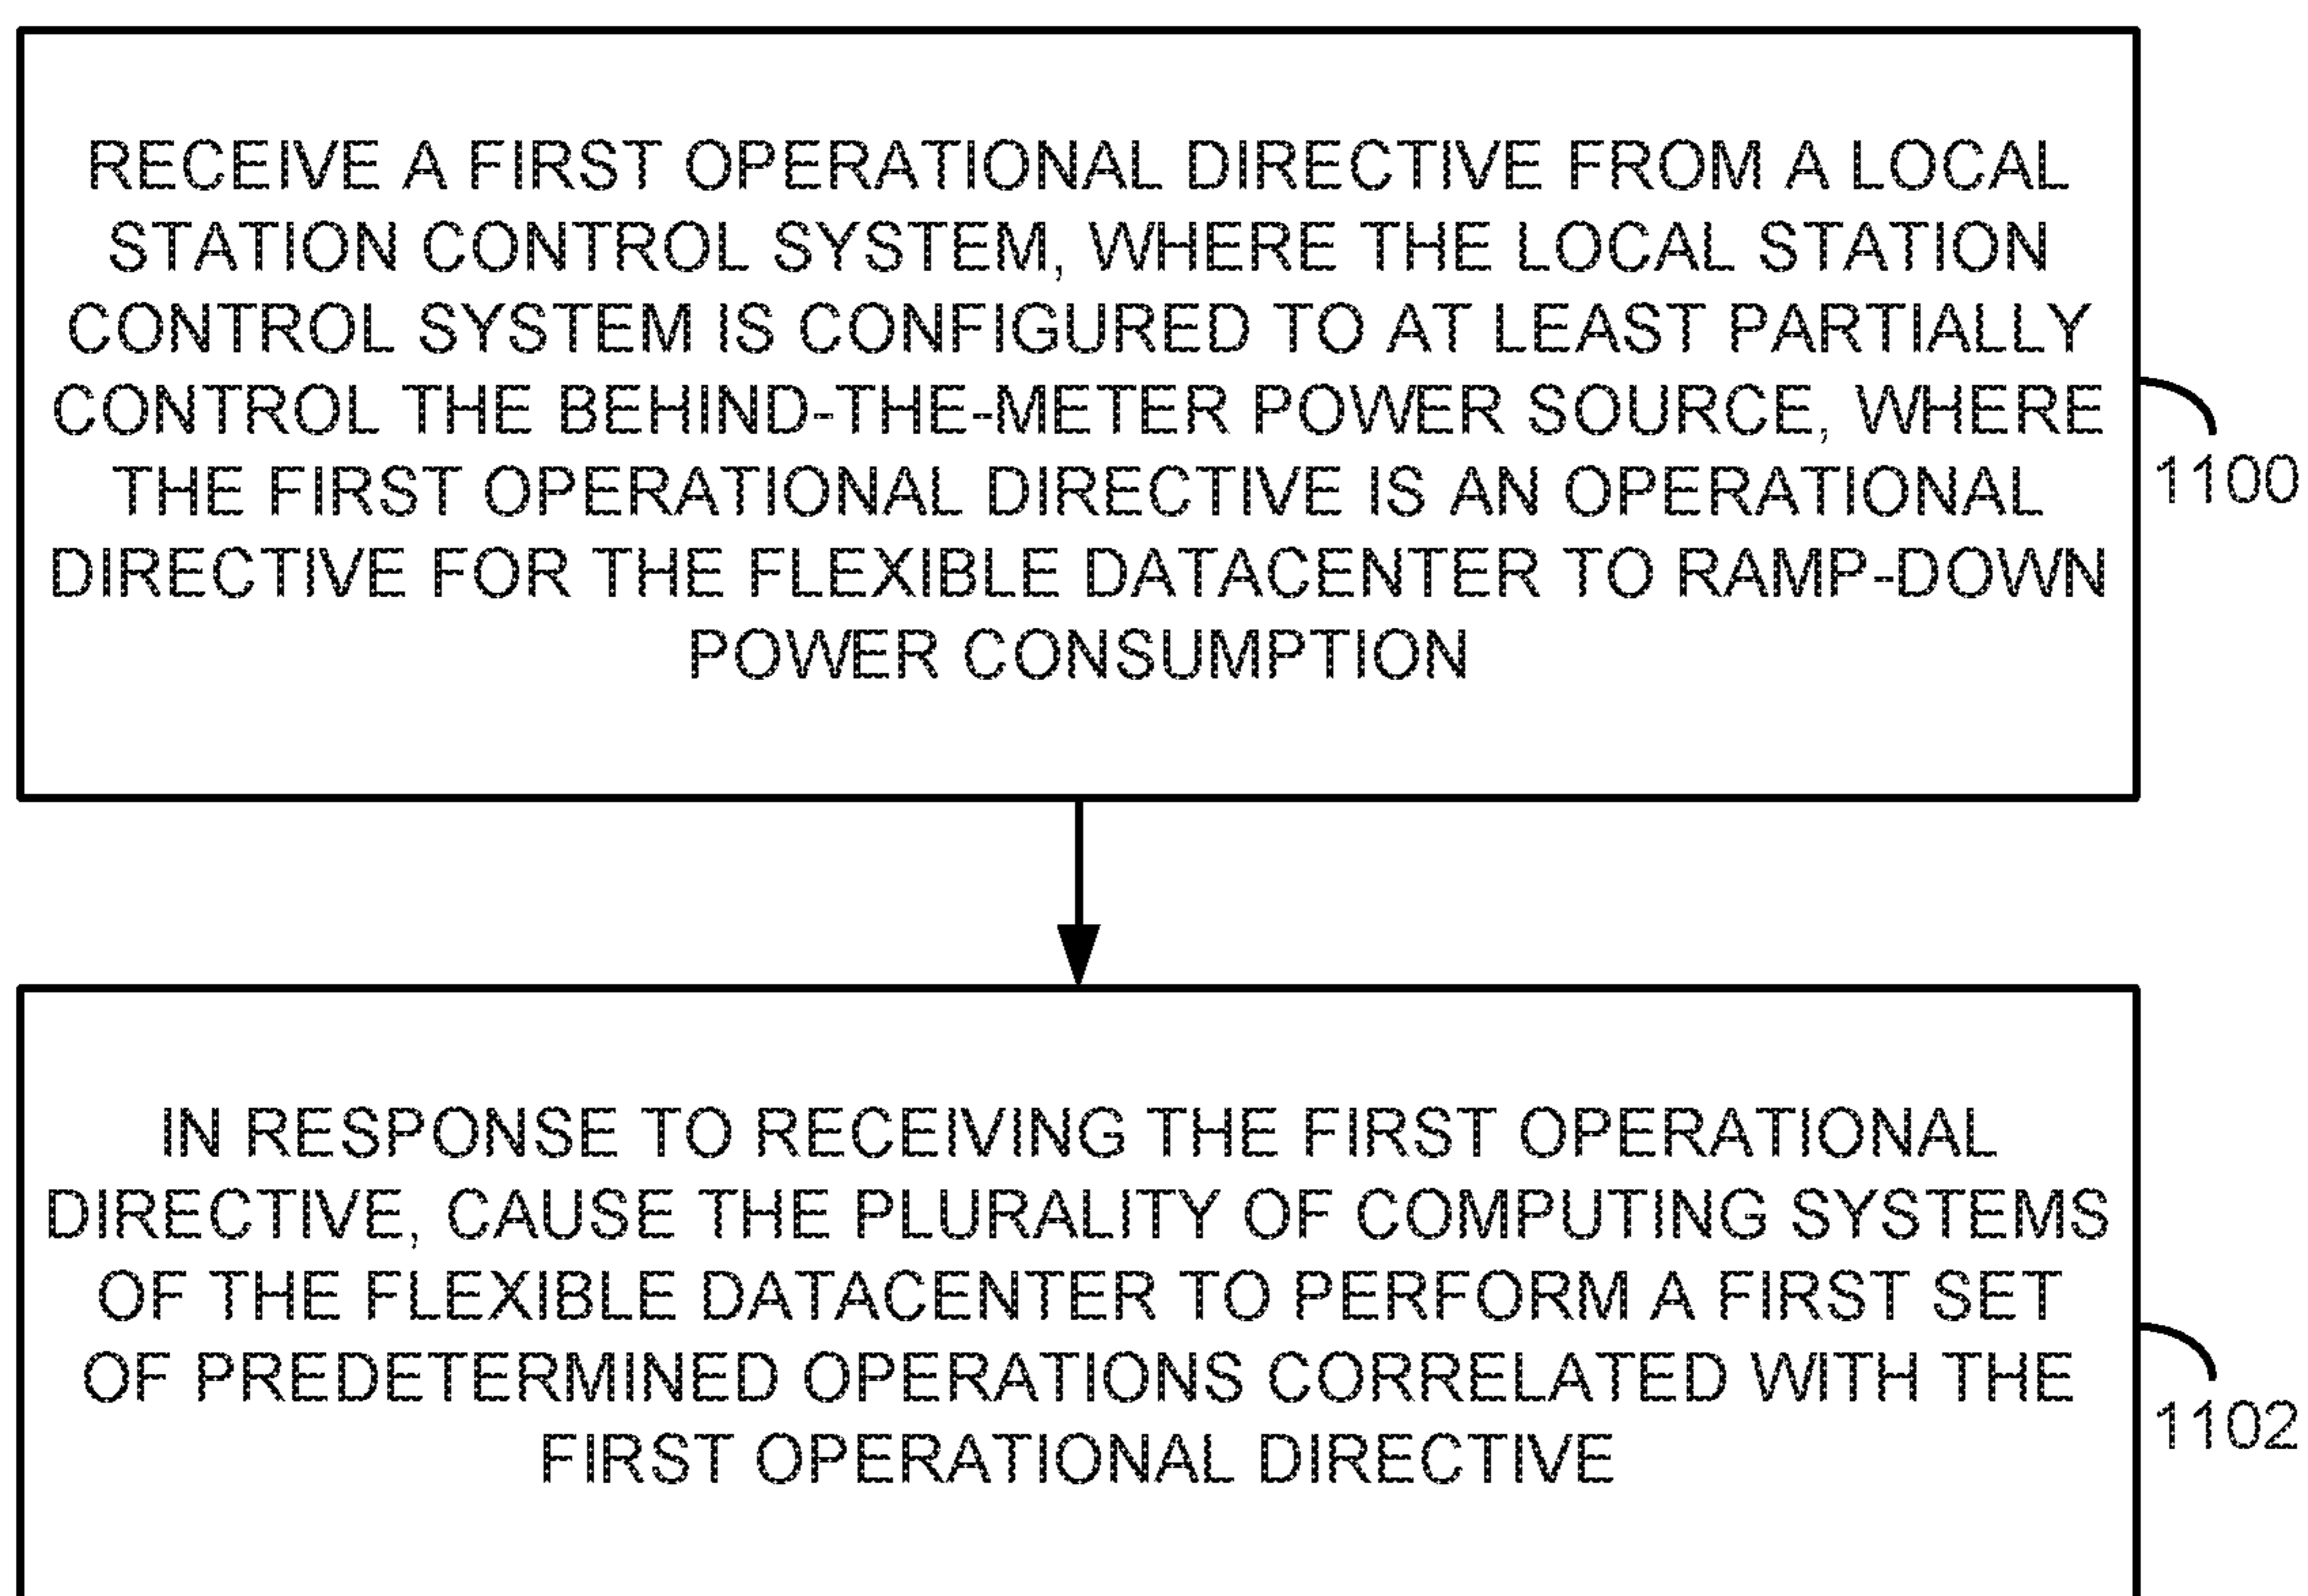 RECEIVE A FIRST OPERATIONAL DIRECTIVE FROM A LOCAL
STATION CONTROL SYSTEM, WHERE THE LOCAL STATION
CONTROL SYSTEM IS CONFIGURED TO AT LEAST PARTIALLY
CONTROL THE BEHIND-THE-METER POWER SOURCE, WHERE
THE FIRST OPERATIONAL DIRECTIVE IS AN OPERATIONAL
DIRECTIVE FOR THE FLEXIBLE DATACENTER TO RAMP-DOWN
POWER CONSUMPTION
1100
IN RESPONSE TO RECEIVING THE FIRST OPERATIONAL
DIRECTIVE, CAUSE THE PLURALITY OF COMPUTING SYSTEMS
OF THE FLEXIBLE DATACENTER TO PERFORM A FIRST SET
OF PREDETERMINED OPERATIONS CORRELATED WITH THE
FIRST OPERATIONAL DIRECTIVE
1102